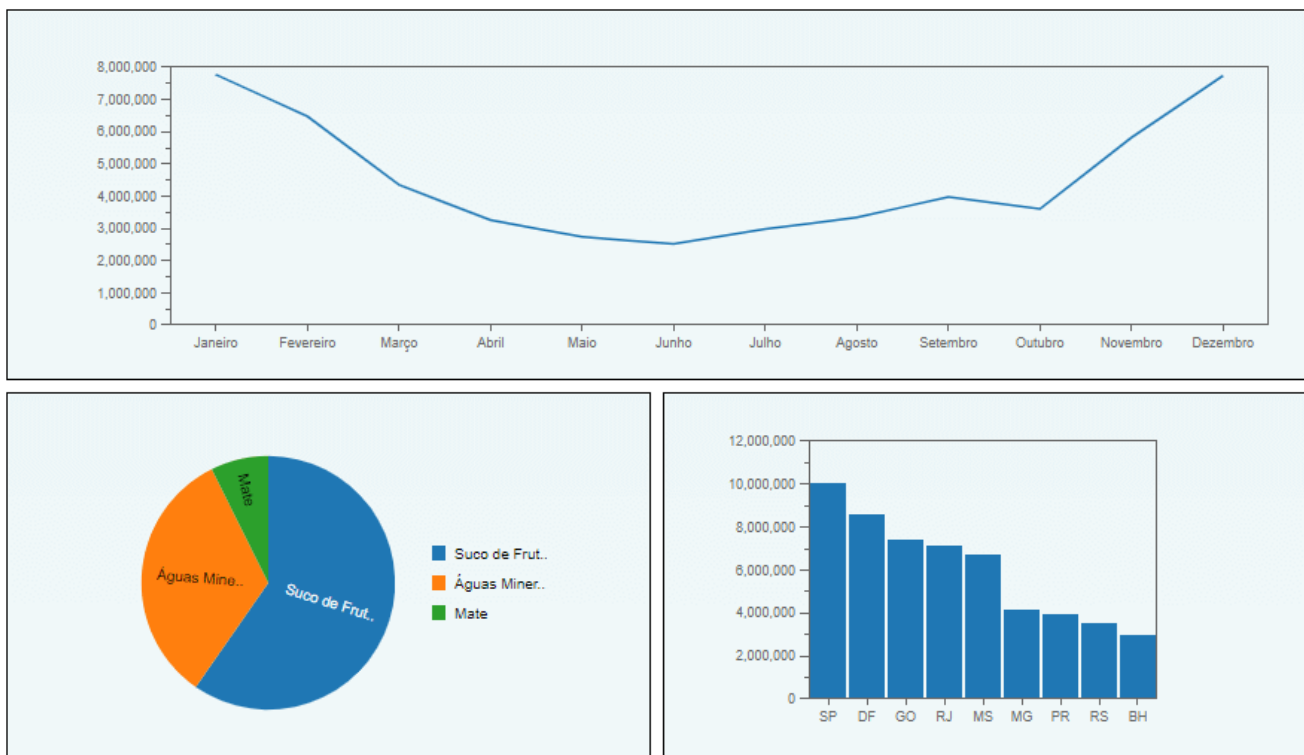 8,000,000
7,000,000
6,000,000
5,000,000
4,000,000
3,000,000
2,000,000
1,000,000
0
Janeiro Fevereiro Março Abril Maio Junho Julho Agosto Setembro Outubro Novembro Dezembro
Mate
Águas Mine..
Suco de Frut..
Suco de Frut..
Águas Miner..
Mate
12,000,000
10,000,000
8,000,000
6,000,000
4,000,000
2,000,000
0
SP DF GO RJ MS MG PR RS BH